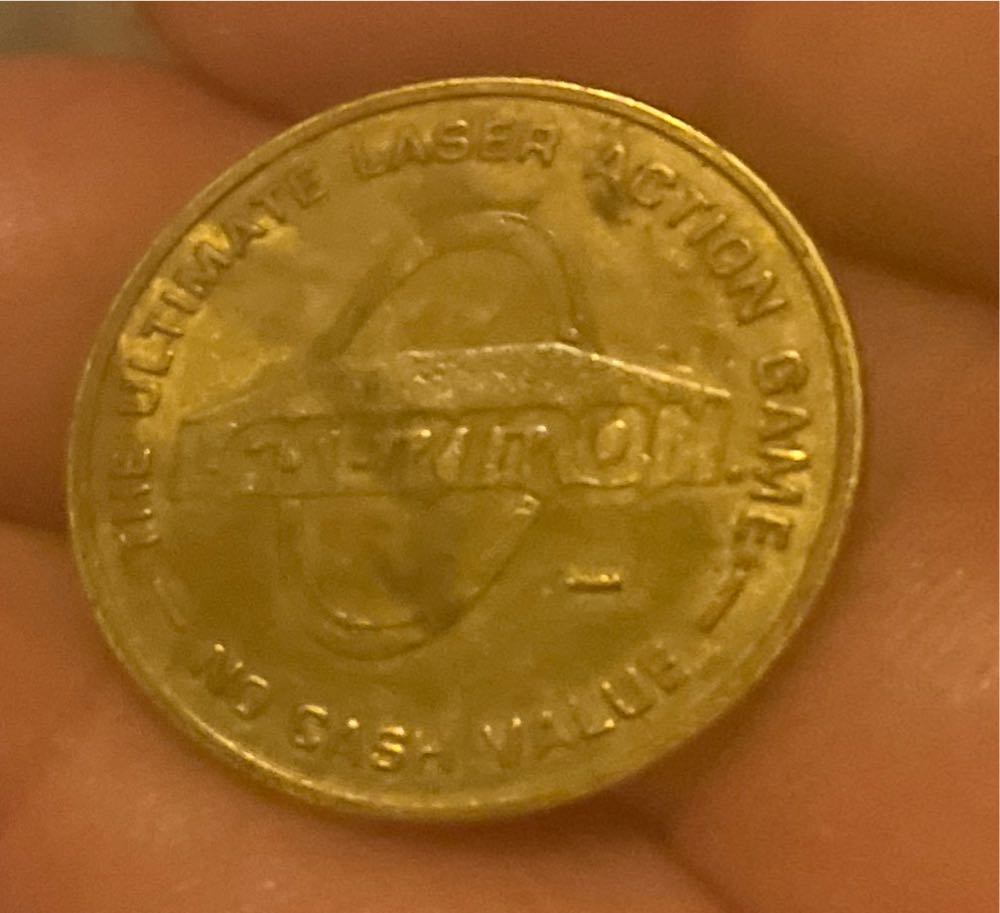 THE ULTIMATE LASER ACTION GAME
NO CASH VALUE